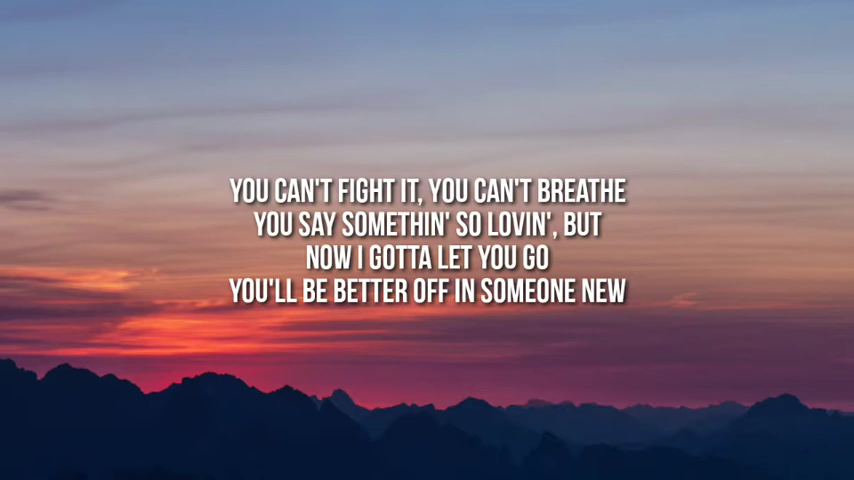 YOU CAN'T FIGHT IT, YOU CAN'T BREATHE
YOU SAY SOMETHIN' SO LOVIN', BUT
NOW I GOTTA LET YOU GO
YOU'LL BE BETTER OFF IN SOMEONE NEW